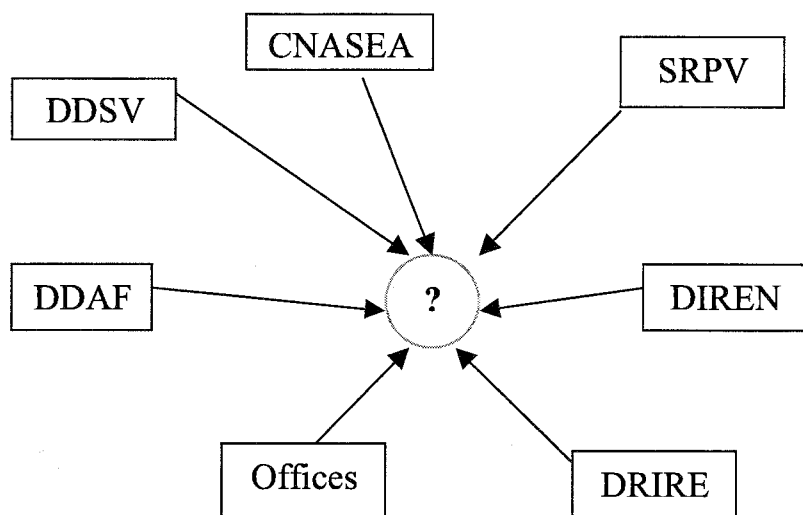 CNASEA
SRPV
DDSV
DDAF
?
DIREN
Offices
DRIRE